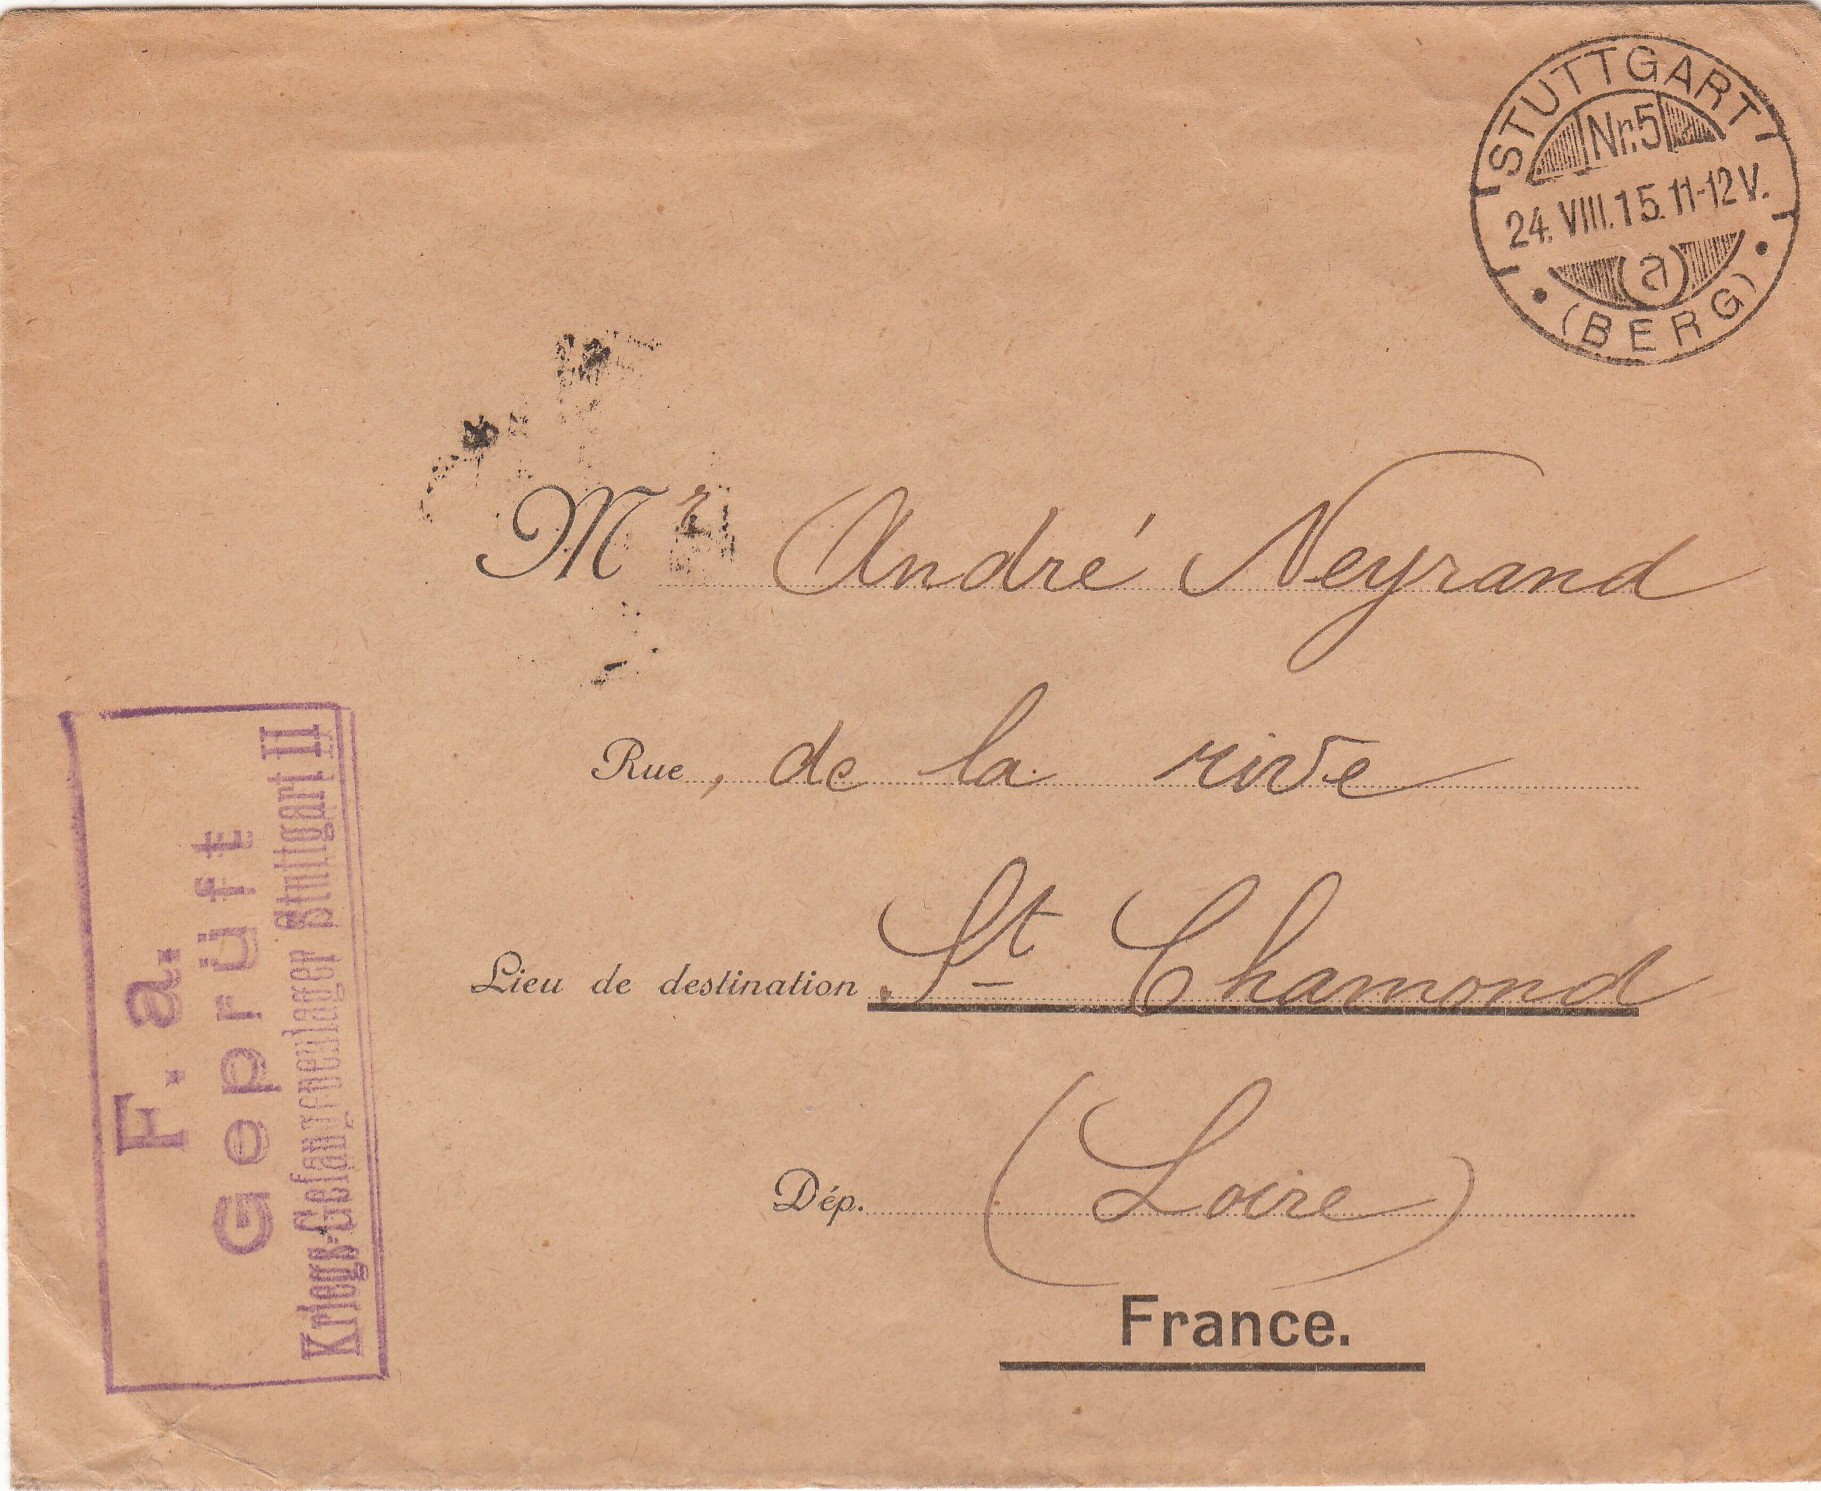 STUTTGART
Nr.5
24.VIII.15.11-12V.
a
(BERG)
Mr André Neyrand
Rue, de la rive
Lieu de destination St Chamond
Dép. (Loire)
France.
F. a.
Geprüft
Kriegs-Gefangenenlager Stuttgart II